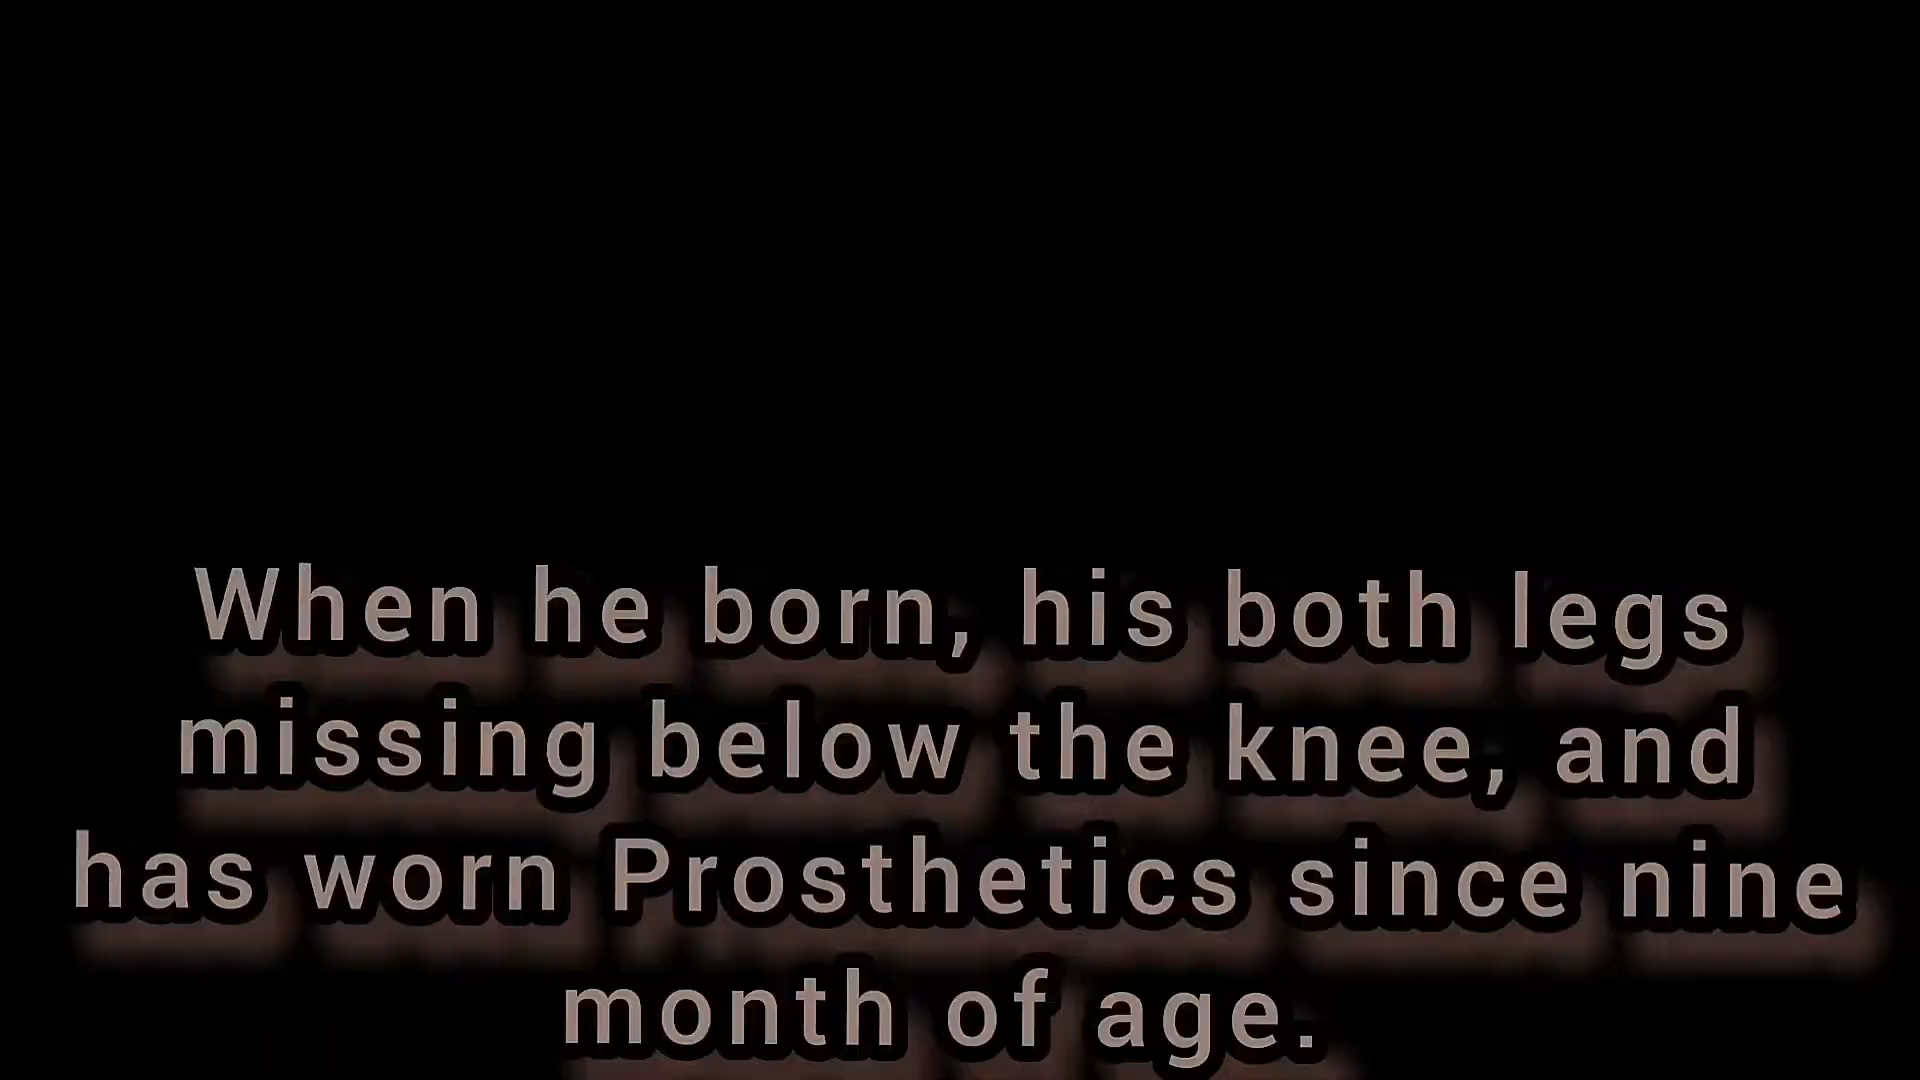 When he born, his both legs
missing below the knee, and
has worn Prosthetics since nine
month of age.